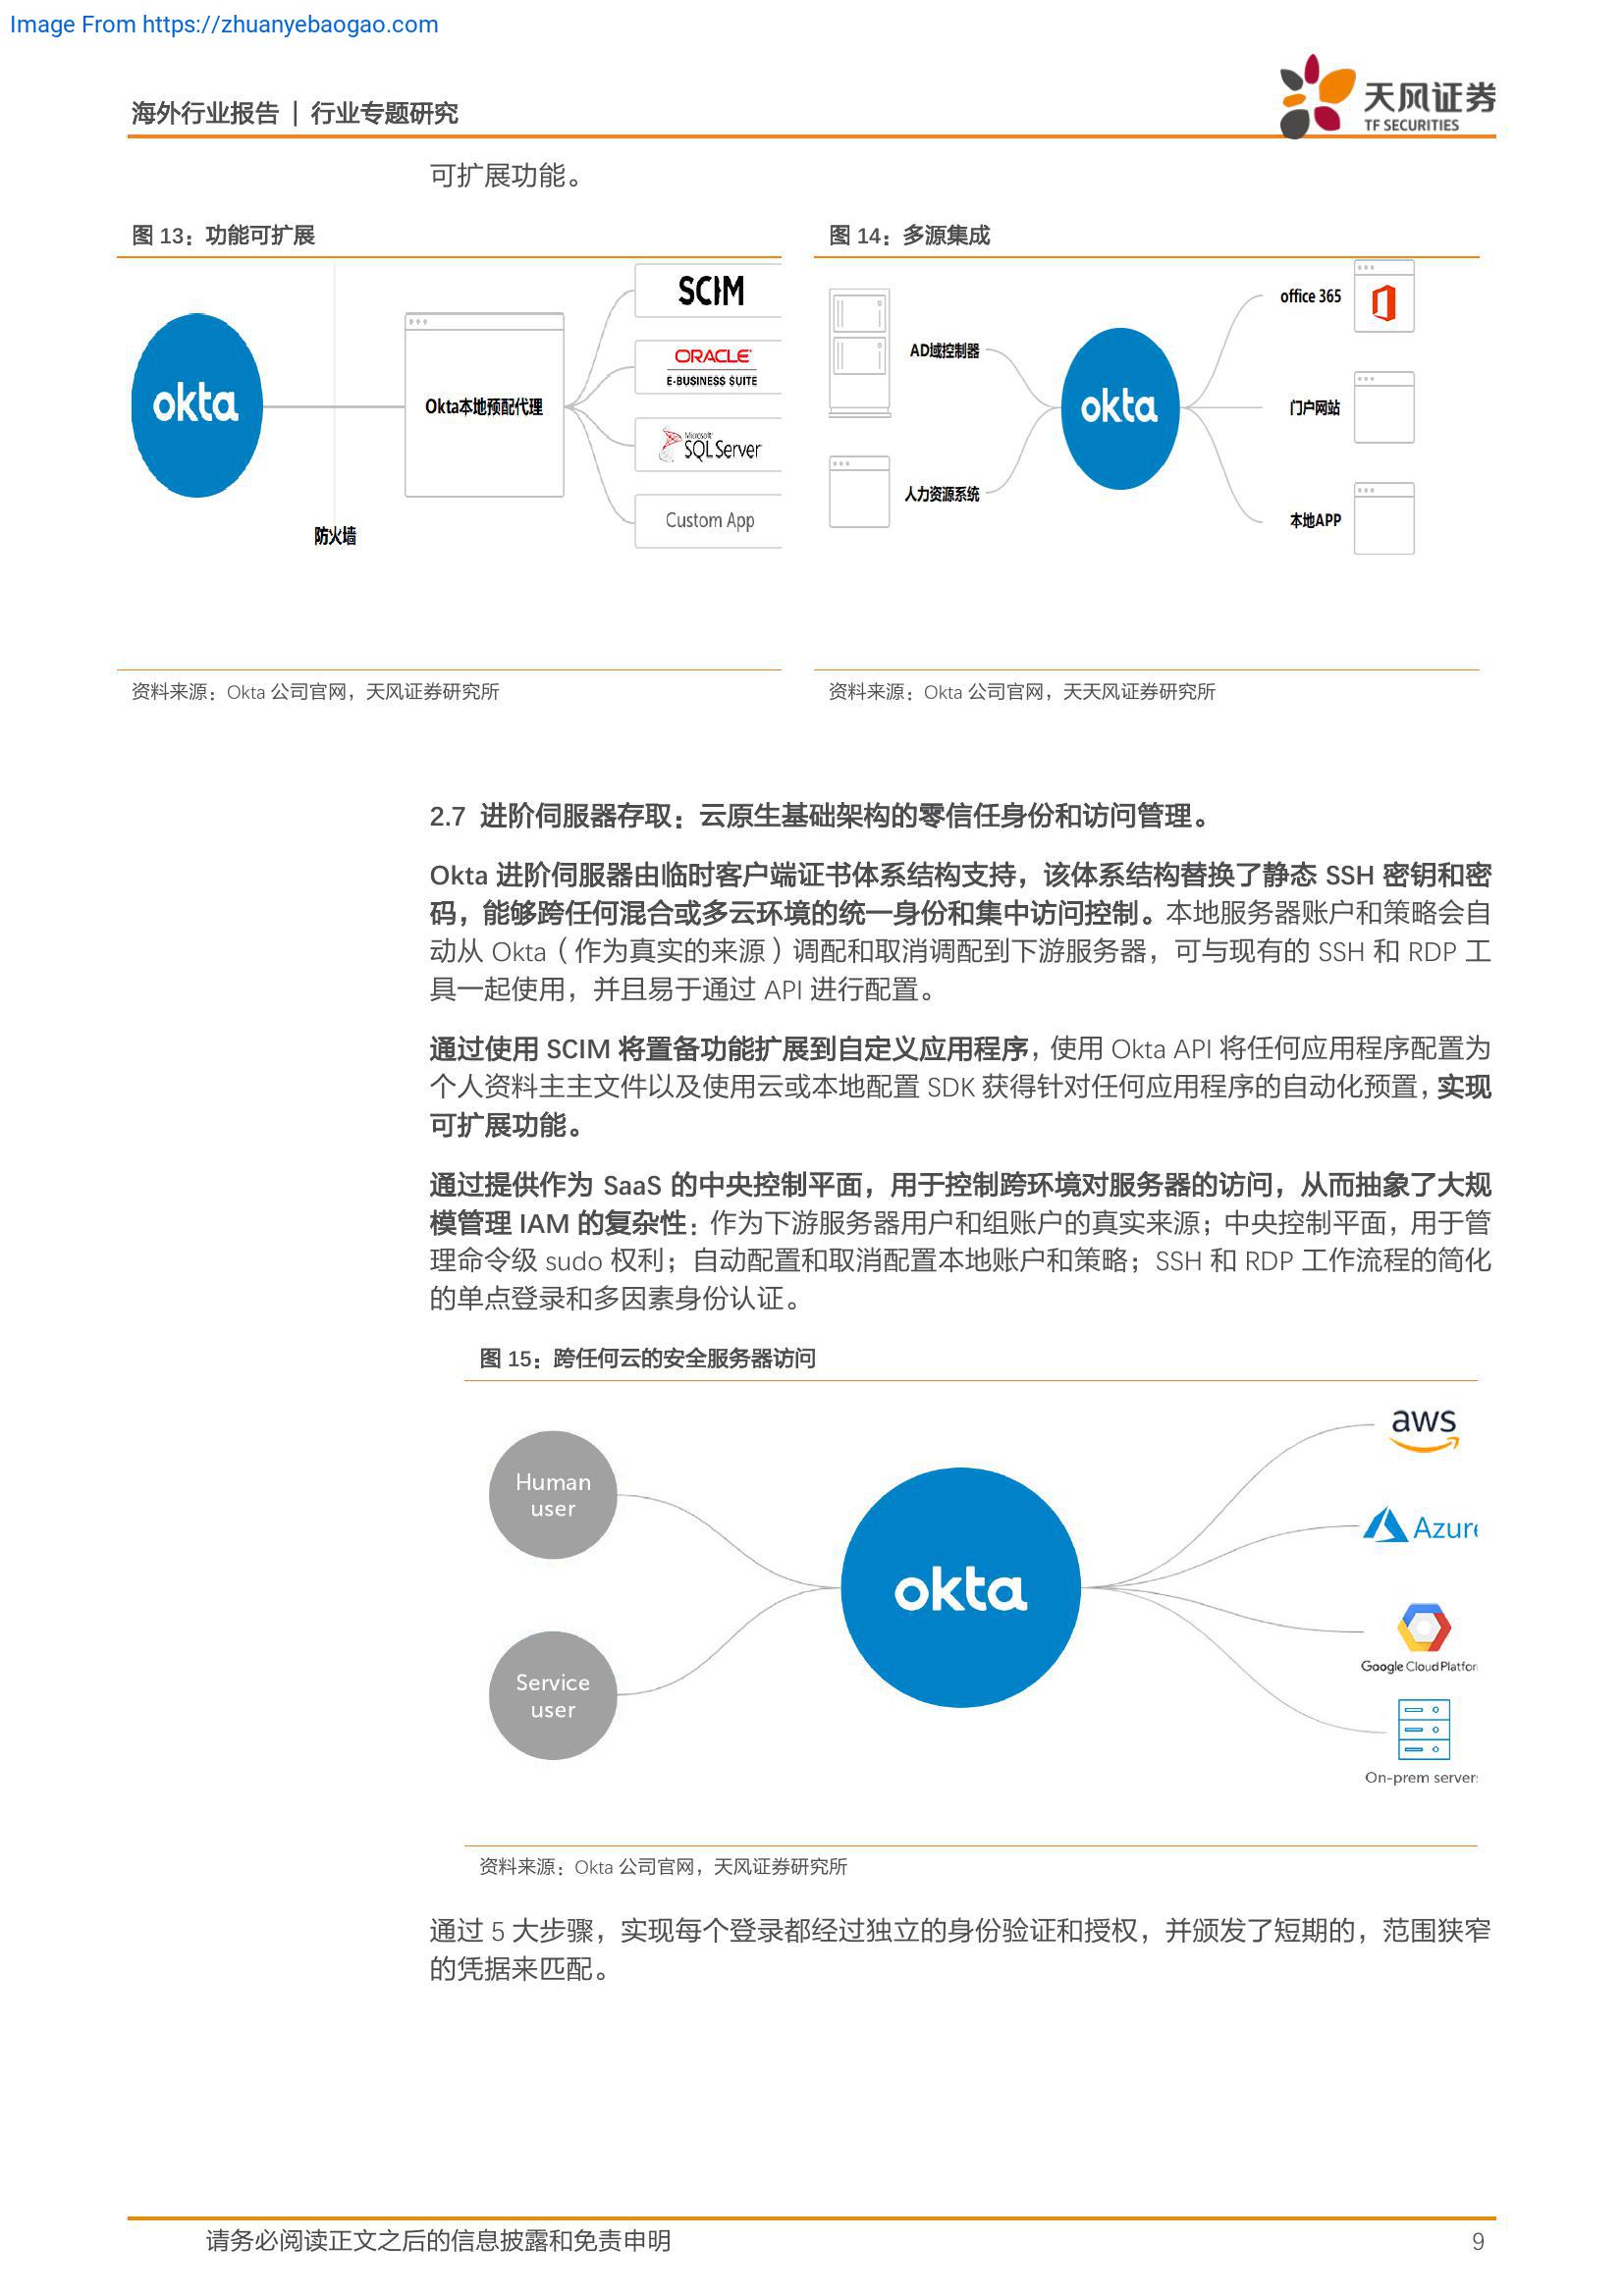 Image From https://zhuanyebaogao.com
海外行业报告 | 行业专题研究
天风证券
TF SECURITIES
可扩展功能。
图 13：功能可扩展
okta
防火墙
Okta本地预配代理
SCIM
ORACLE
E-BUSINESS SUITE
Microsoft
SQL Server
Custom App
资料来源：Okta 公司官网，天风证券研究所
图 14：多源集成
AD域控制器
人力资源系统
okta
office 365
门户网站
本地APP
资料来源：Okta 公司官网，天天风证券研究所
2.7 进阶伺服器存取：云原生基础架构的零信任身份和访问管理。
Okta 进阶伺服器由临时客户端证书体系结构支持，该体系结构替换了静态 SSH 密钥和密
码，能够跨任何混合或多云环境的统一身份和集中访问控制。本地服务器账户和策略会自
动从 Okta（作为真实的来源）调配和取消调配到下游服务器，可与现有的 SSH 和 RDP 工
具一起使用，并且易于通过 API 进行配置。
通过使用 SCIM 将置备功能扩展到自定义应用程序，使用 Okta API 将任何应用程序配置为
个人资料主主文件以及使用云或本地配置 SDK 获得针对任何应用程序的自动化预置，实现
可扩展功能。
通过提供作为 SaaS 的中央控制平面，用于控制跨环境对服务器的访问，从而抽象了大规
模管理 IAM 的复杂性：作为下游服务器用户和组账户的真实来源；中央控制平面，用于管
理命令级 sudo 权利；自动配置和取消配置本地账户和策略；SSH 和 RDP 工作流程的简化
的单点登录和多因素身份认证。
图 15：跨任何云的安全服务器访问
Human
user
Service
user
okta
aws
Azure
Google Cloud Platfor
On-prem server
资料来源：Okta 公司官网，天风证券研究所
通过 5 大步骤，实现每个登录都经过独立的身份验证和授权，并颁发了短期的，范围狭窄
的凭据来匹配。
请务必阅读正文之后的信息披露和免责申明
9